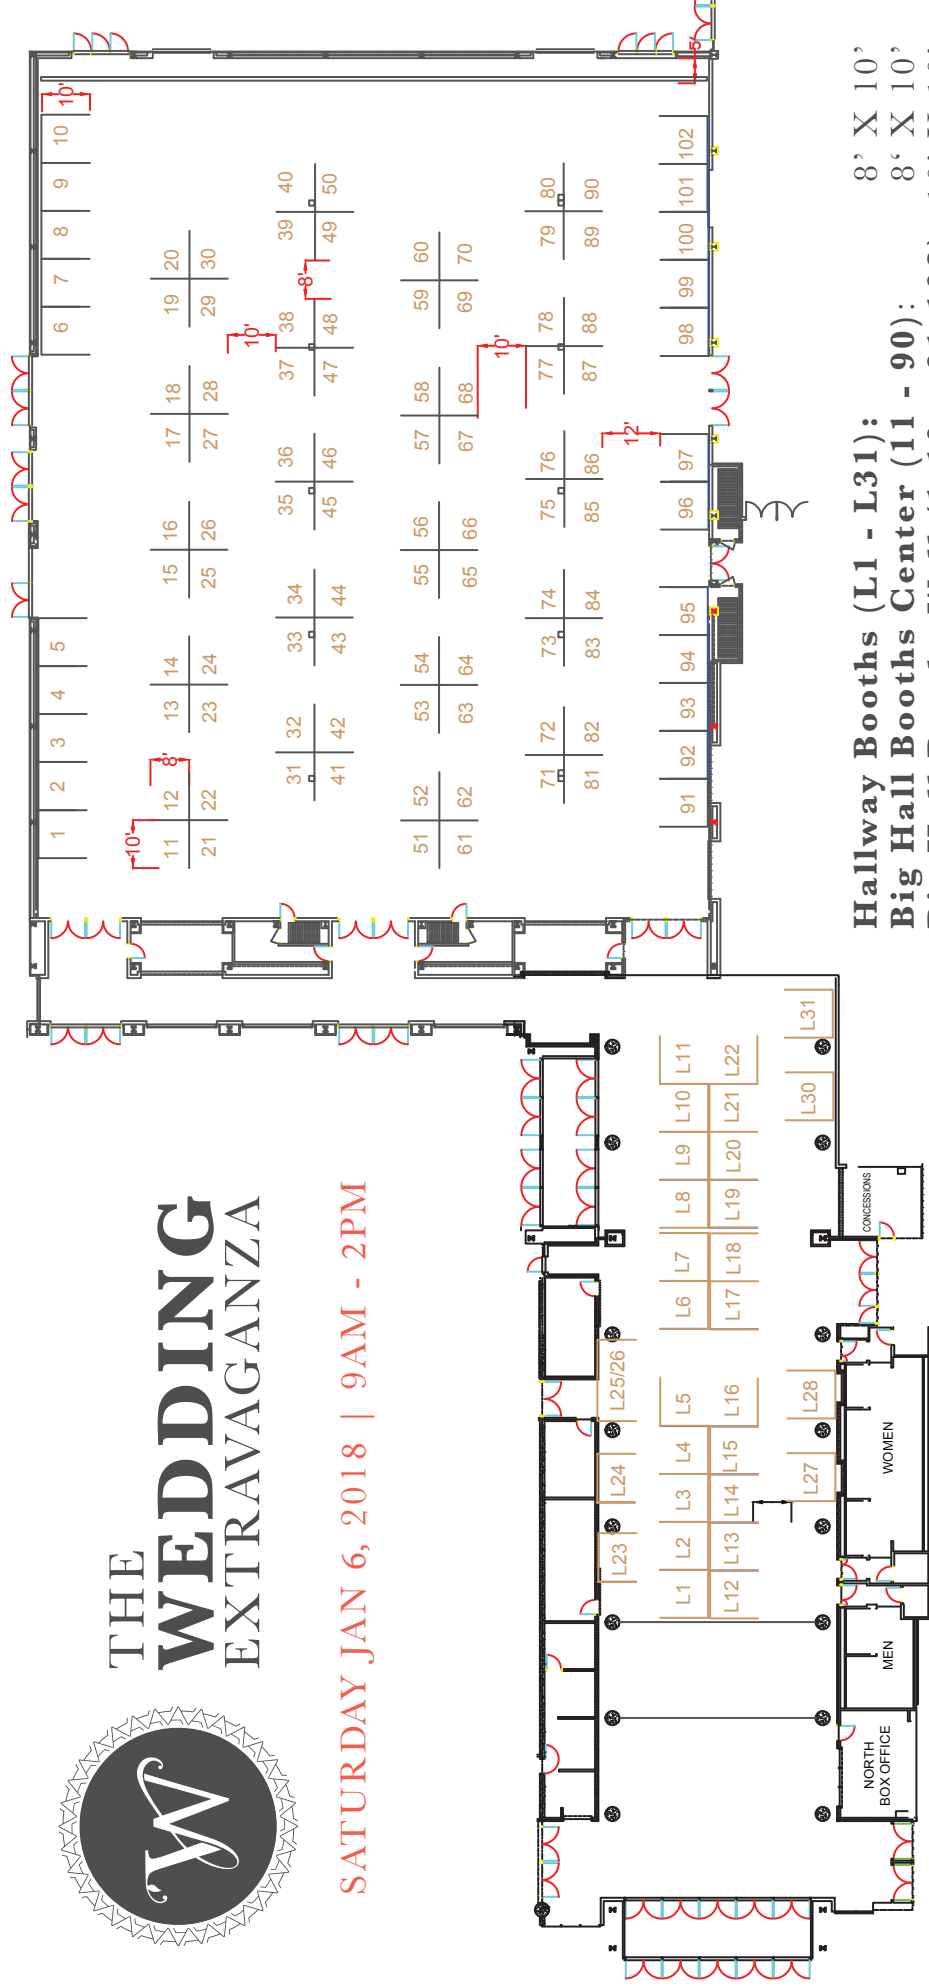 THE
WEDDING
EXTRAVAGANZA
SATURDAY JAN 6, 2018 | 9AM - 2PM
W
1 2 3 4 5 6 7 8 9 10
10'
10'
8'
11 12 13 14 15 16 17 18 19 20
21 22 23 24 25 26 27 28 29 30
10'
31 32 33 34 35 36 37 38 39 40
8'
41 42 43 44 45 46 47 48 49 50
51 52 53 54 55 56 57 58 59 60
61 62 63 64 65 66 67 68 69 70
10'
71 72 73 74 75 76 77 78 79 80
81 82 83 84 85 86 87 88 89 90
12'
91 92 93 94 95 96 97 98 99 100 101 102
5'
L23 L24 L25/26
L1 L2 L3 L4 L5 L6 L7 L8 L9 L10 L11
L12 L13 L14 L15 L16 L17 L18 L19 L20 L21 L22
L27 L28 L30 L31
NORTH
BOX OFFICE
MEN
WOMEN
CONCESSIONS
Hallway Booths (L1 - L31): 8’ X 10’
Big Hall Booths Center (11 - 90): 8‘ X 10’